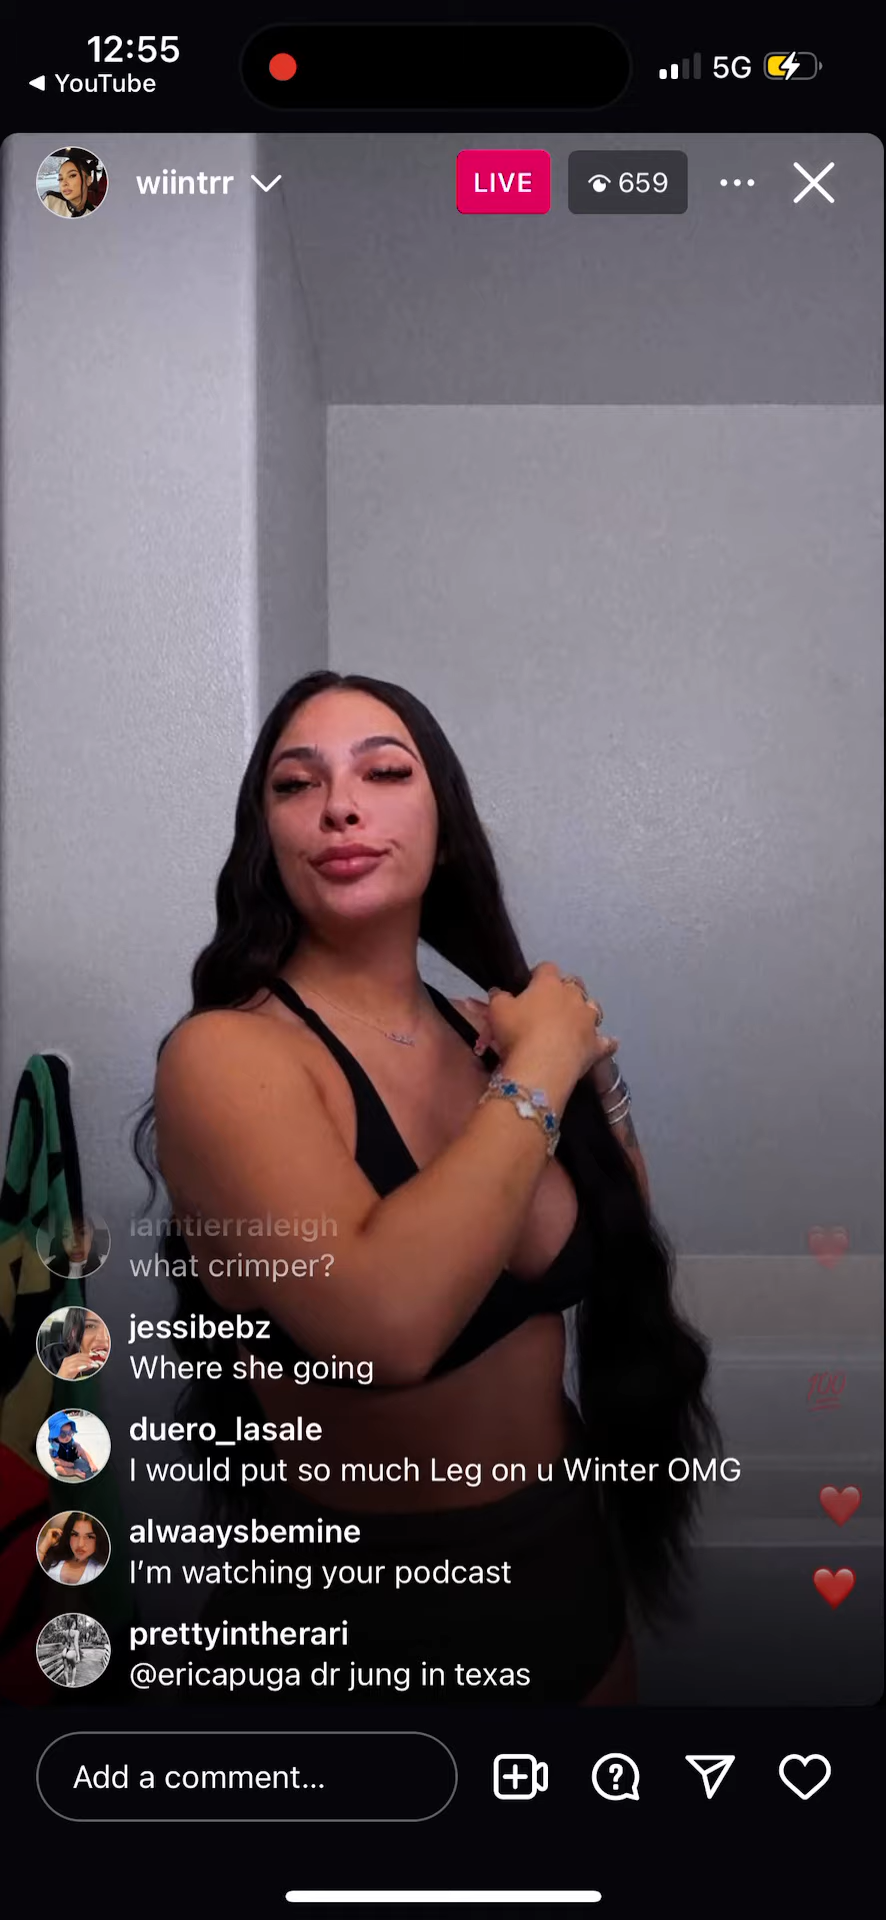 12:55
◀ YouTube
5G
wiintrr
LIVE
659
iamtierraleigh
what crimper?
jessibebz
Where she going
duero_lasale
I would put so much Leg on u Winter OMG
alwaaysbemine
I’m watching your podcast
prettyintherari
@ericapuga dr jung in texas
Add a comment...